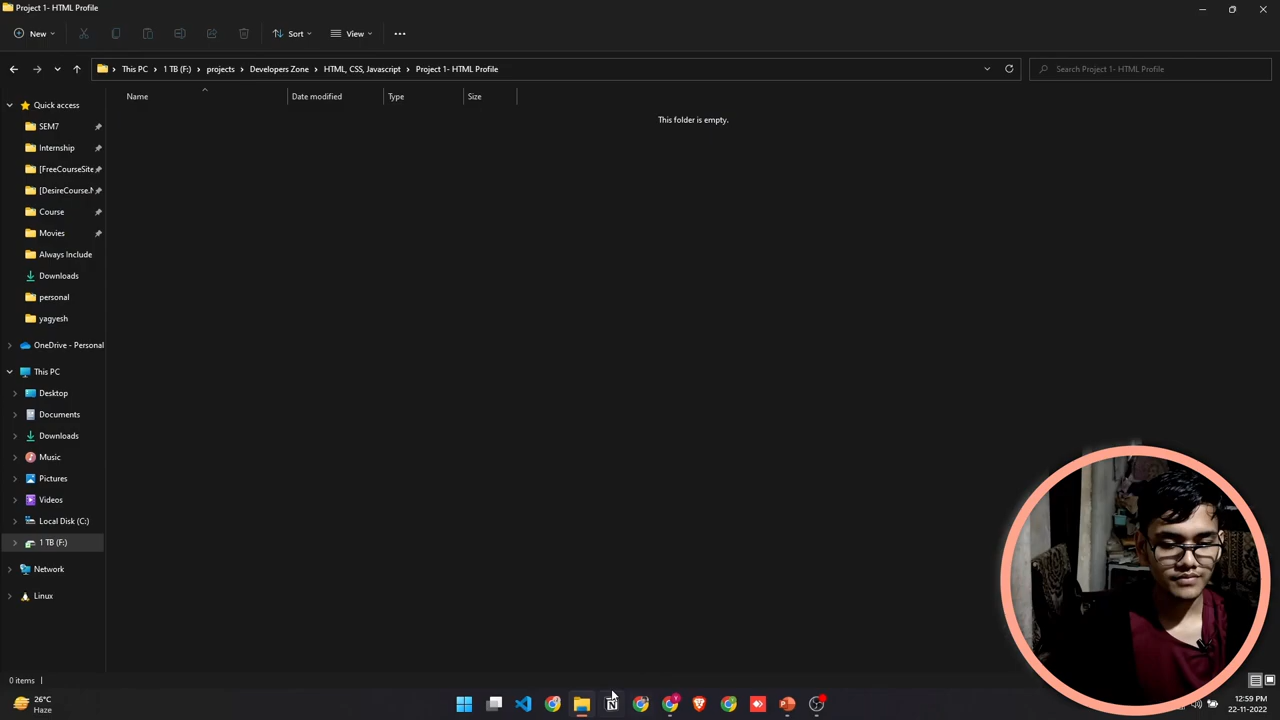 Project 1- HTML Profile
New
Sort
View
This PC > 1 TB (F:) > projects > Developers Zone > HTML, CSS, Javascript > Project 1- HTML Profile
Search Project 1- HTML Profile
Name Date modified Type Size
This folder is empty.
Quick access
SEM7
Internship
[FreeCourseSite.
[DesireCourse.N
Course
Movies
Always Include
Downloads
personal
yagyesh
OneDrive - Personal
This PC
Desktop
Documents
Downloads
Music
Pictures
Videos
Local Disk (C:)
1 TB (F:)
Network
Linux
0 items
26°C
Haze
12:59 PM
22-11-2022